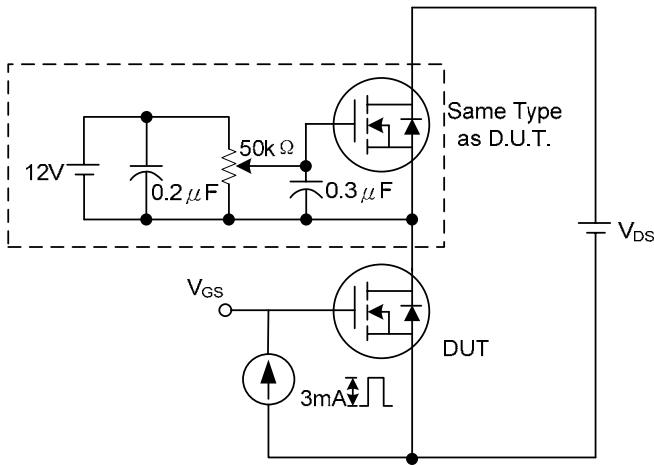 Same Type
as D.U.T.
50kΩ
12V
0.2μF
0.3μF
VDS
VGS
DUT
3mA